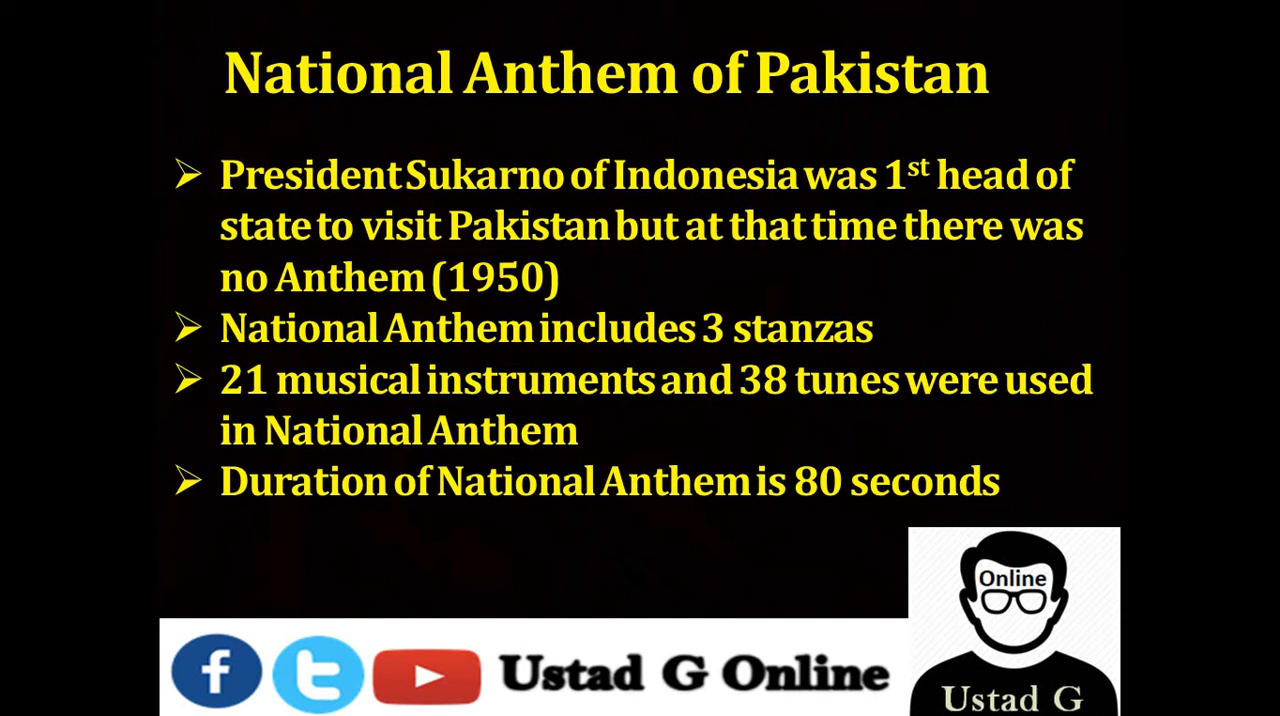 National Anthem of Pakistan
President Sukarno of Indonesia was 1st head of
state to visit Pakistan but at that time there was
no Anthem (1950)
National Anthem includes 3 stanzas
21 musical instruments and 38 tunes were used
in National Anthem
Duration of National Anthem is 80 seconds
Online
Ustad G Online
Ustad G